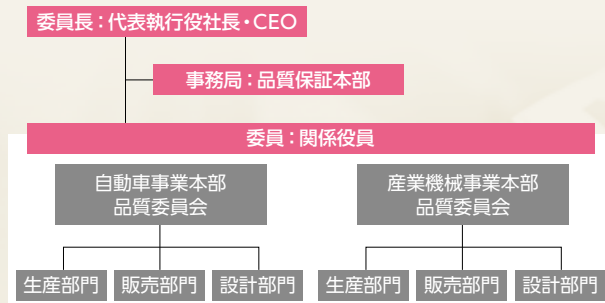 委員長：代表執行役社長・CEO
事務局：品質保証本部
委員：関係役員
自動車事業本部
品質委員会
産業機械事業本部
品質委員会
生産部門
販売部門
設計部門
生産部門
販売部門
設計部門